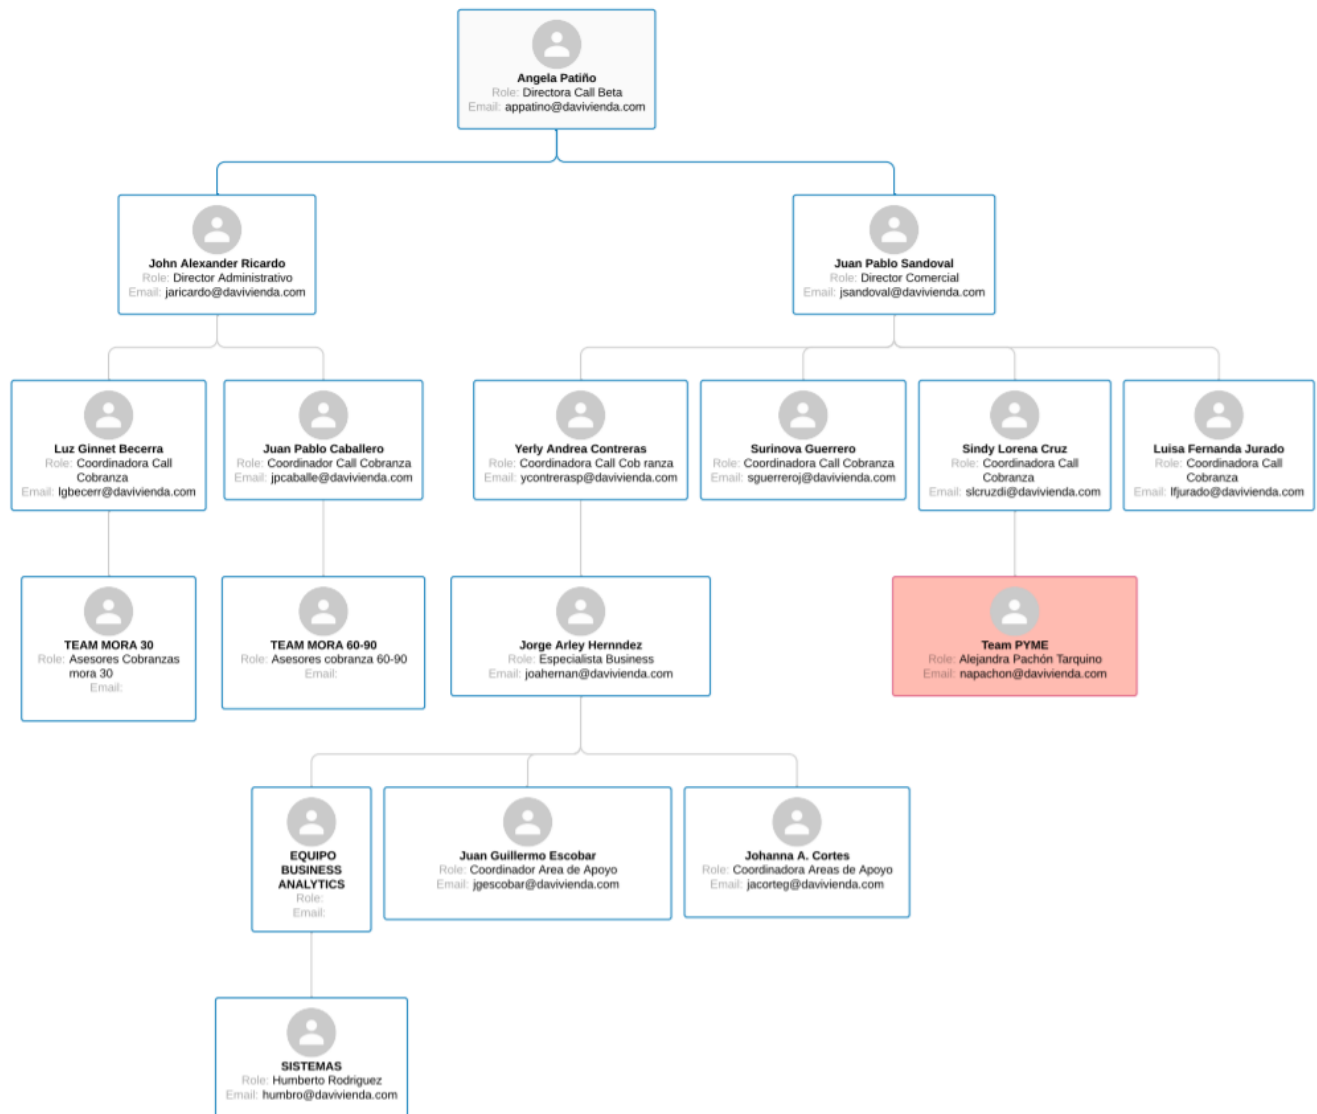 Angela Patiño
Role: Directora Call Beta
Email: appatino@davivienda.com
John Alexander Ricardo
Role: Director Administrativo
Email: jaricardo@davivienda.com
Juan Pablo Sandoval
Role: Director Comercial
Email: jsandoval@davivienda.com
Luz Ginnet Becerra
Role: Coordinadora Call
Cobranza
Email: lgbecerr@davivienda.com
Juan Pablo Caballero
Role: Coordinador Call Cobranza
Email: jpcaballe@davivienda.com
Yerly Andrea Contreras
Role: Coordinadora Call Cob ranza
Email: ycontrerasp@davivienda.com
Surinova Guerrero
Role: Coordinadora Call Cobranza
Email: sguerreroj@davivienda.com
Sindy Lorena Cruz
Role: Coordinadora Call
Cobranza
Email: slcruzdi@davivienda.com
Luisa Fernanda Jurado
Role: Coordinadora Call
Cobranza
Email: lfjurado@davivienda.com
TEAM MORA 30
Role: Asesores Cobranzas
mora 30
Email:
TEAM MORA 60-90
Role: Asesores cobranza 60-90
Email:
Jorge Arley Hernndez
Role: Especialista Business
Email: joahernan@davivienda.com
Team PYME
Role: Alejandra Pachón Tarquino
Email: napachon@davivienda.com
EQUIPO
BUSINESS
ANALYTICS
Role:
Email:
Juan Guillermo Escobar
Role: Coordinador Area de Apoyo
Email: jgescobar@davivienda.com
Johanna A. Cortes
Role: Coordinadora Areas de Apoyo
Email: jacorteg@davivienda.com
SISTEMAS
Role: Humberto Rodriguez
Email: humbro@davivienda.com